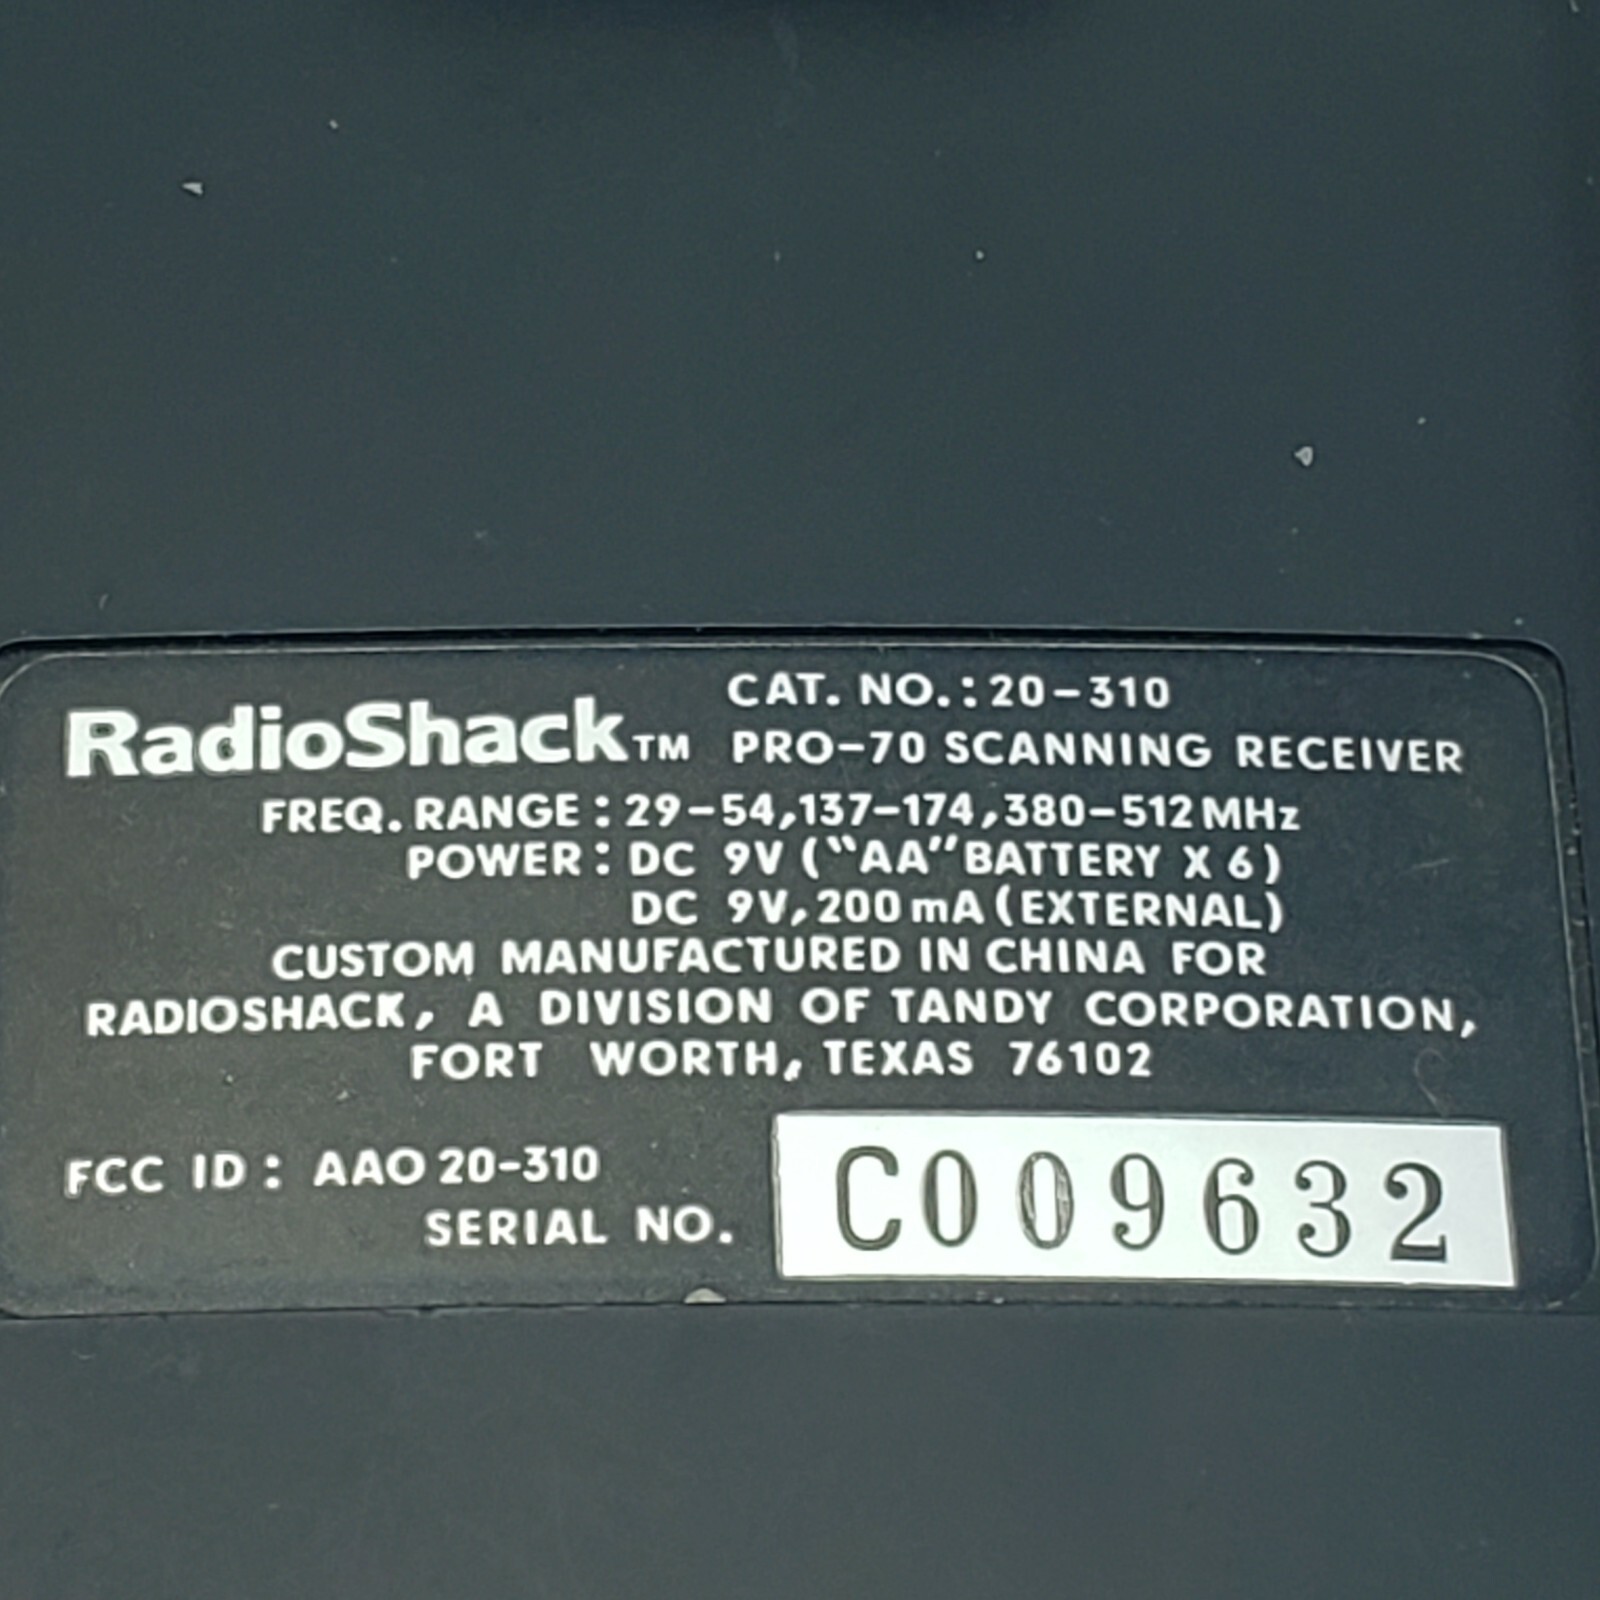 CAT. NO.: 20-310
RadioShack TM PRO-70 SCANNING RECEIVER
FREQ. RANGE: 29-54, 137-174, 380-512 MHz
POWER: DC 9V ("AA" BATTERY X 6)
DC 9V, 200 mA (EXTERNAL)
CUSTOM MANUFACTURED IN CHINA FOR
RADIOSHACK, A DIVISION OF TANDY CORPORATION,
FORT WORTH, TEXAS 76102
FCC ID: AAO 20-310
SERIAL NO. C009632